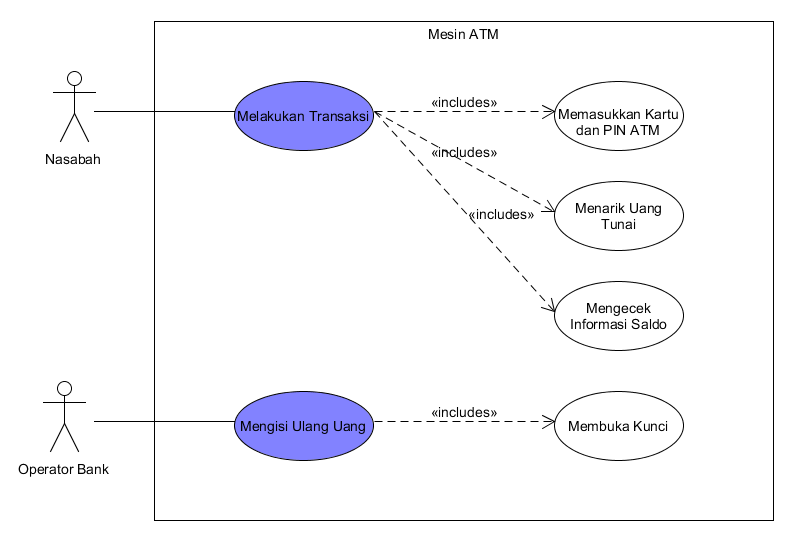 Mesin ATM
Nasabah
Melakukan Transaksi
«includes»
Memasukkan Kartu
dan PIN ATM
«includes»
Menarik Uang
Tunai
«includes»
Mengecek
Informasi Saldo
Operator Bank
Mengisi Ulang Uang
«includes»
Membuka Kunci